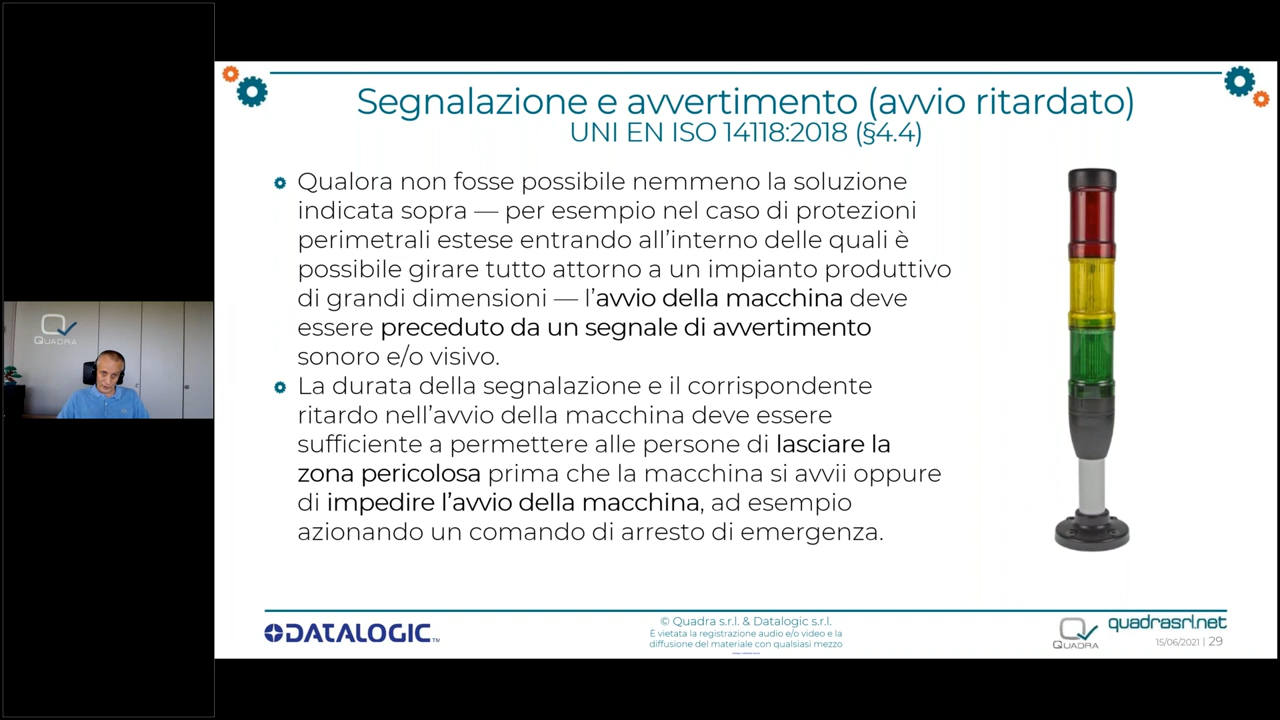 Segnalazione e avvertimento (avvio ritardato)
UNI EN ISO 14118:2018 (§4.4)
Qualora non fosse possibile nemmeno la soluzione
indicata sopra — per esempio nel caso di protezioni
perimetrali estese entrando all'interno delle quali è
possibile girare tutto attorno a un impianto produttivo
di grandi dimensioni — l'avvio della macchina deve
essere preceduto da un segnale di avvertimento
sonoro e/o visivo.
La durata della segnalazione e il corrispondente
ritardo nell'avvio della macchina deve essere
sufficiente a permettere alle persone di lasciare la
zona pericolosa prima che la macchina si avvii oppure
di impedire l'avvio della macchina, ad esempio
azionando un comando di arresto di emergenza.
QUADRA
DATALOGIC™
© Quadra s.r.l. & Datalogic s.r.l.
È vietata la registrazione audio e/o video e la
diffusione del materiale con qualsiasi mezzo
QUADRA
quadrasrl.net
15/06/2021 | 29